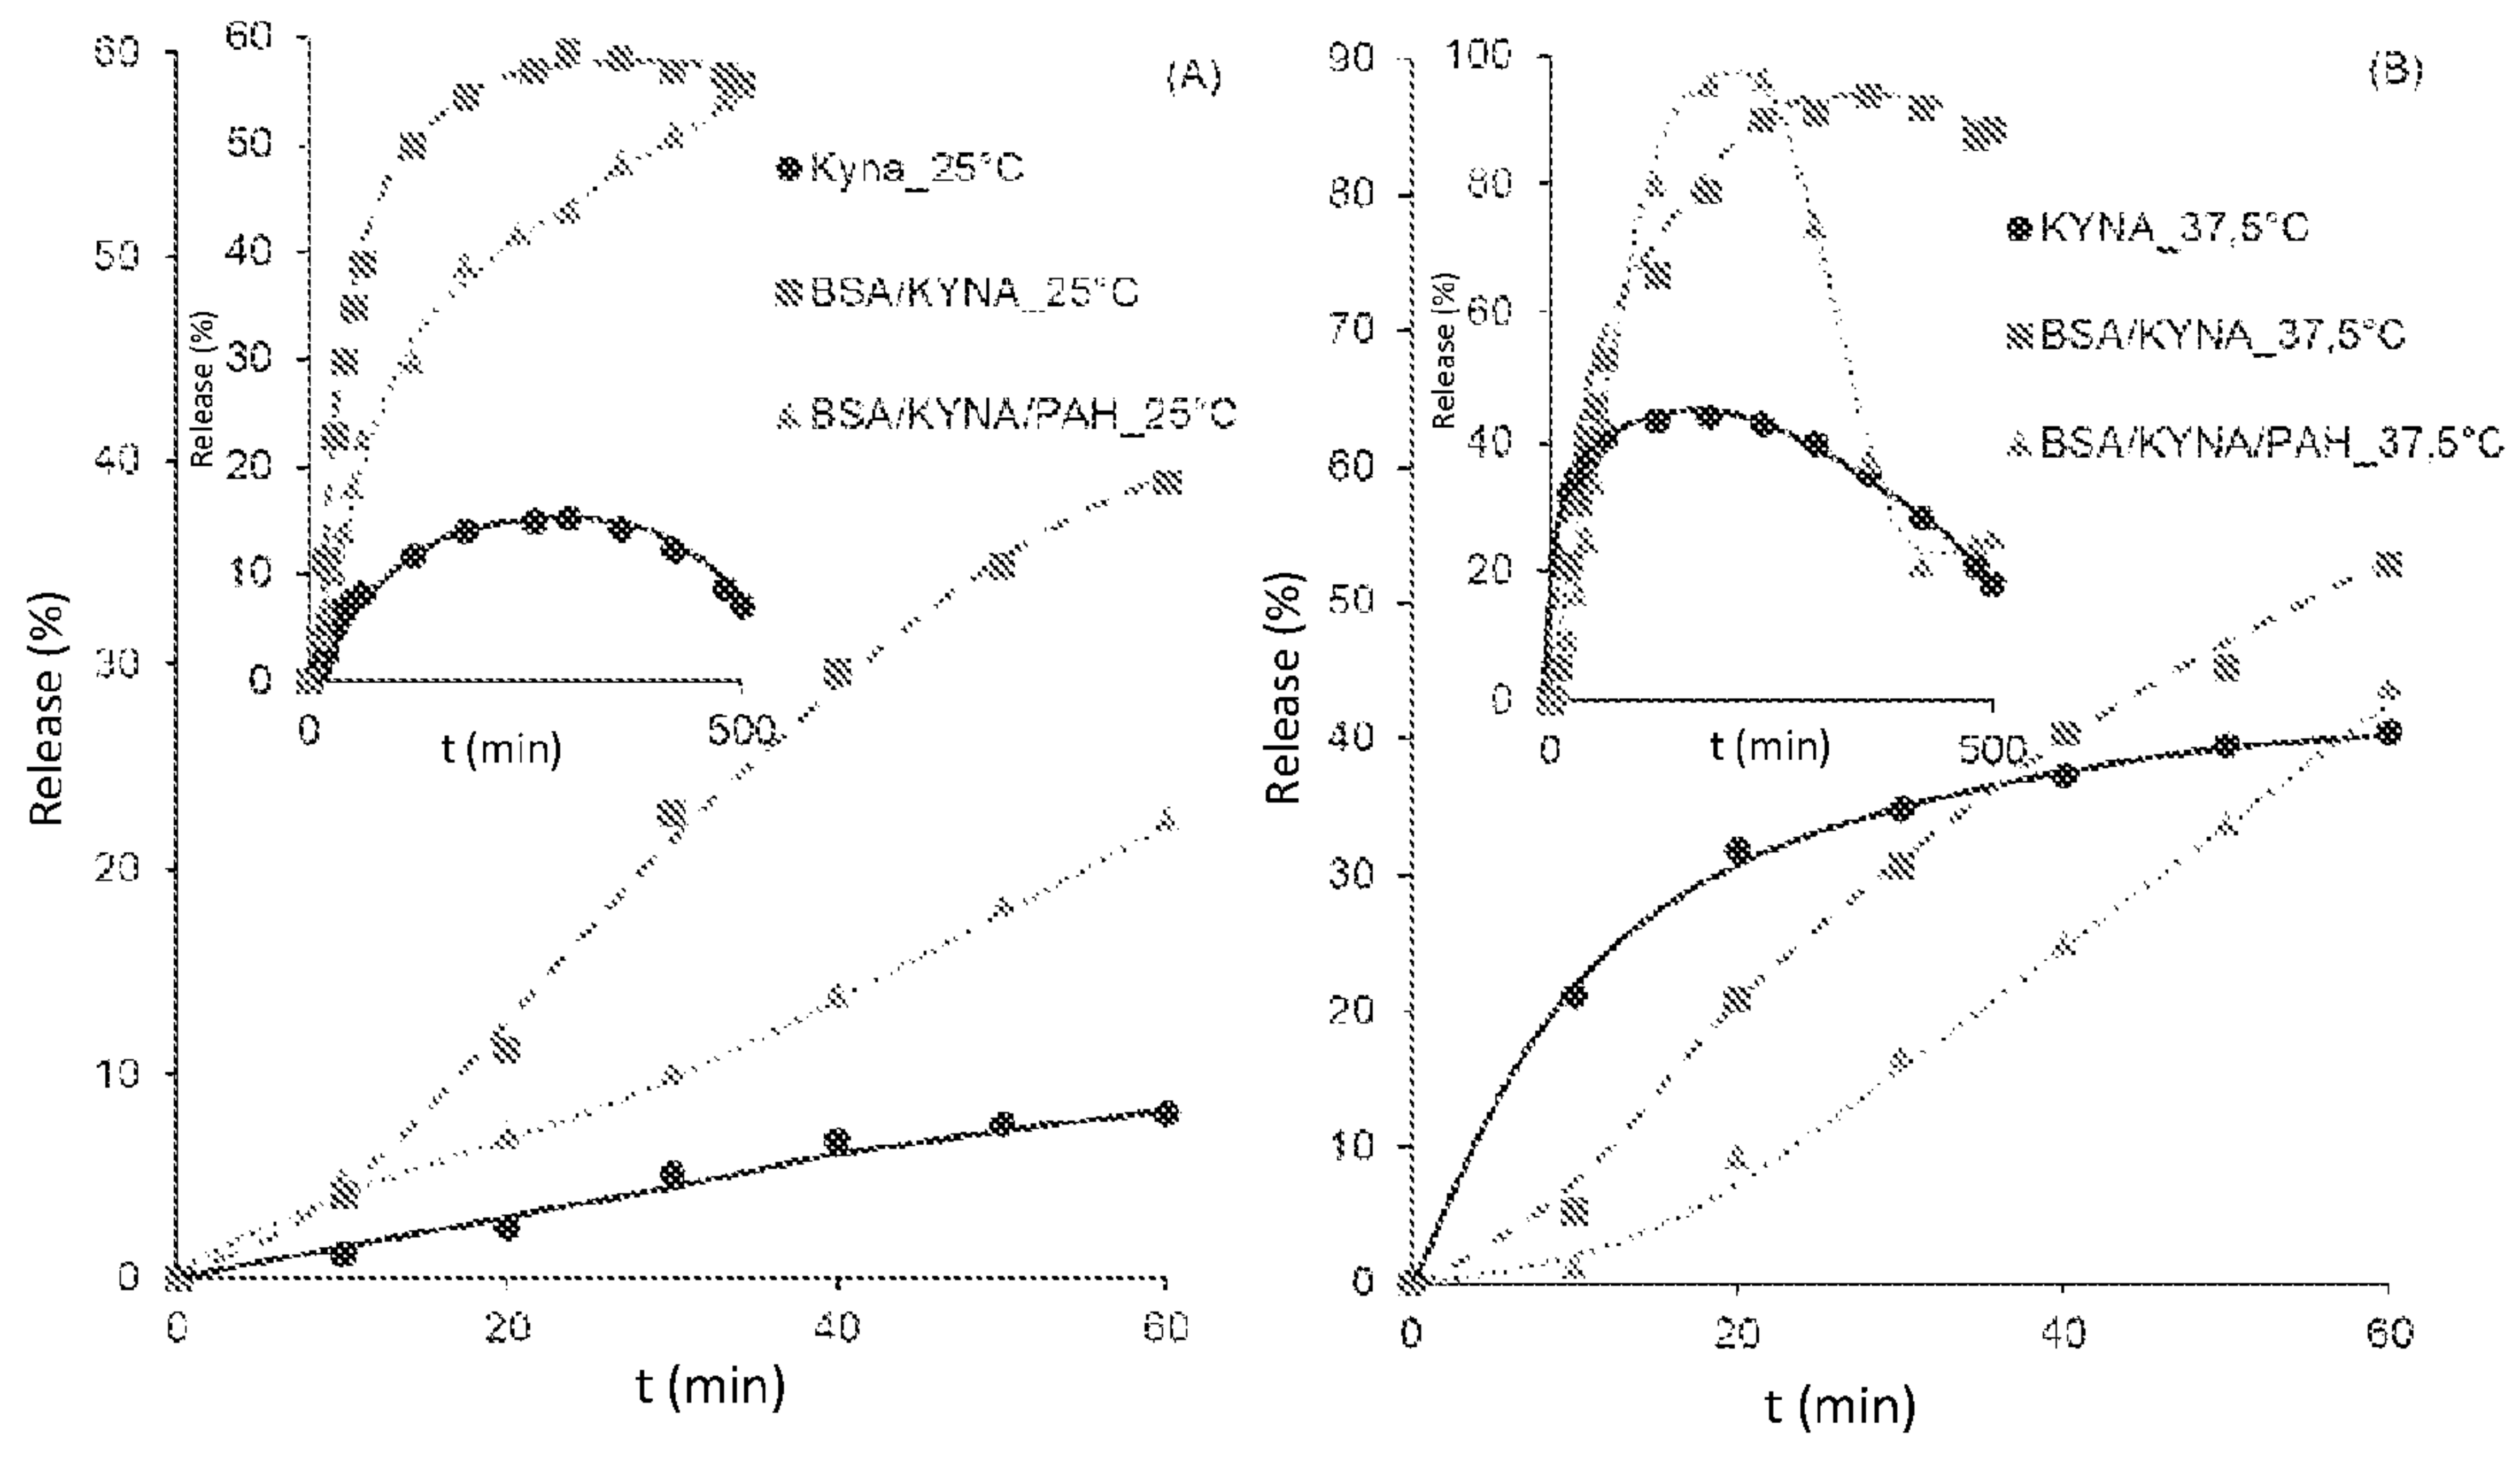 (A)
60
50
40
30
20
10
0
Release (%)
0
20
40
60
t (min)
60
50
40
30
20
10
0
Release (%)
0
500
t (min)
Kyna_25°C
BSA/KYNA_25°C
BSA/KYNA/PAH_25°C
(B)
90
80
70
60
50
40
30
20
10
0
Release (%)
0
20
40
60
t (min)
100
80
60
40
20
0
Release (%)
0
500
t (min)
KYNA_37,5°C
BSA/KYNA_37,5°C
BSA/KYNA/PAH_37,5°C